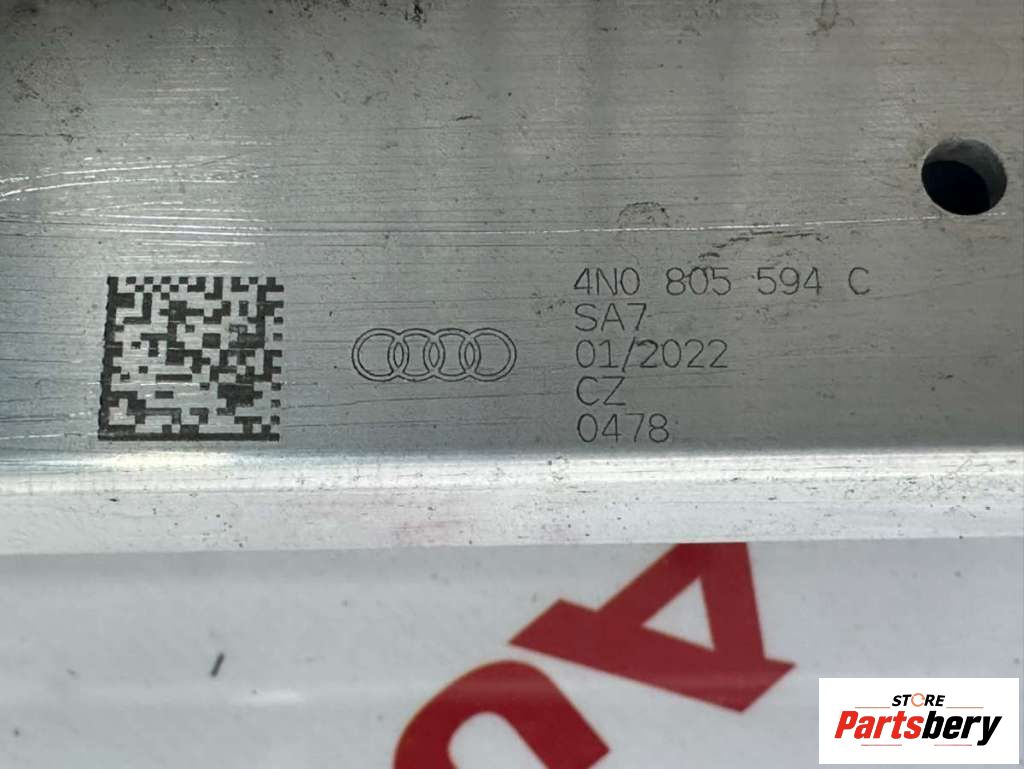 4N0 805 594 C
SA7
01/2022
CZ
0478
STORE
Partsbery